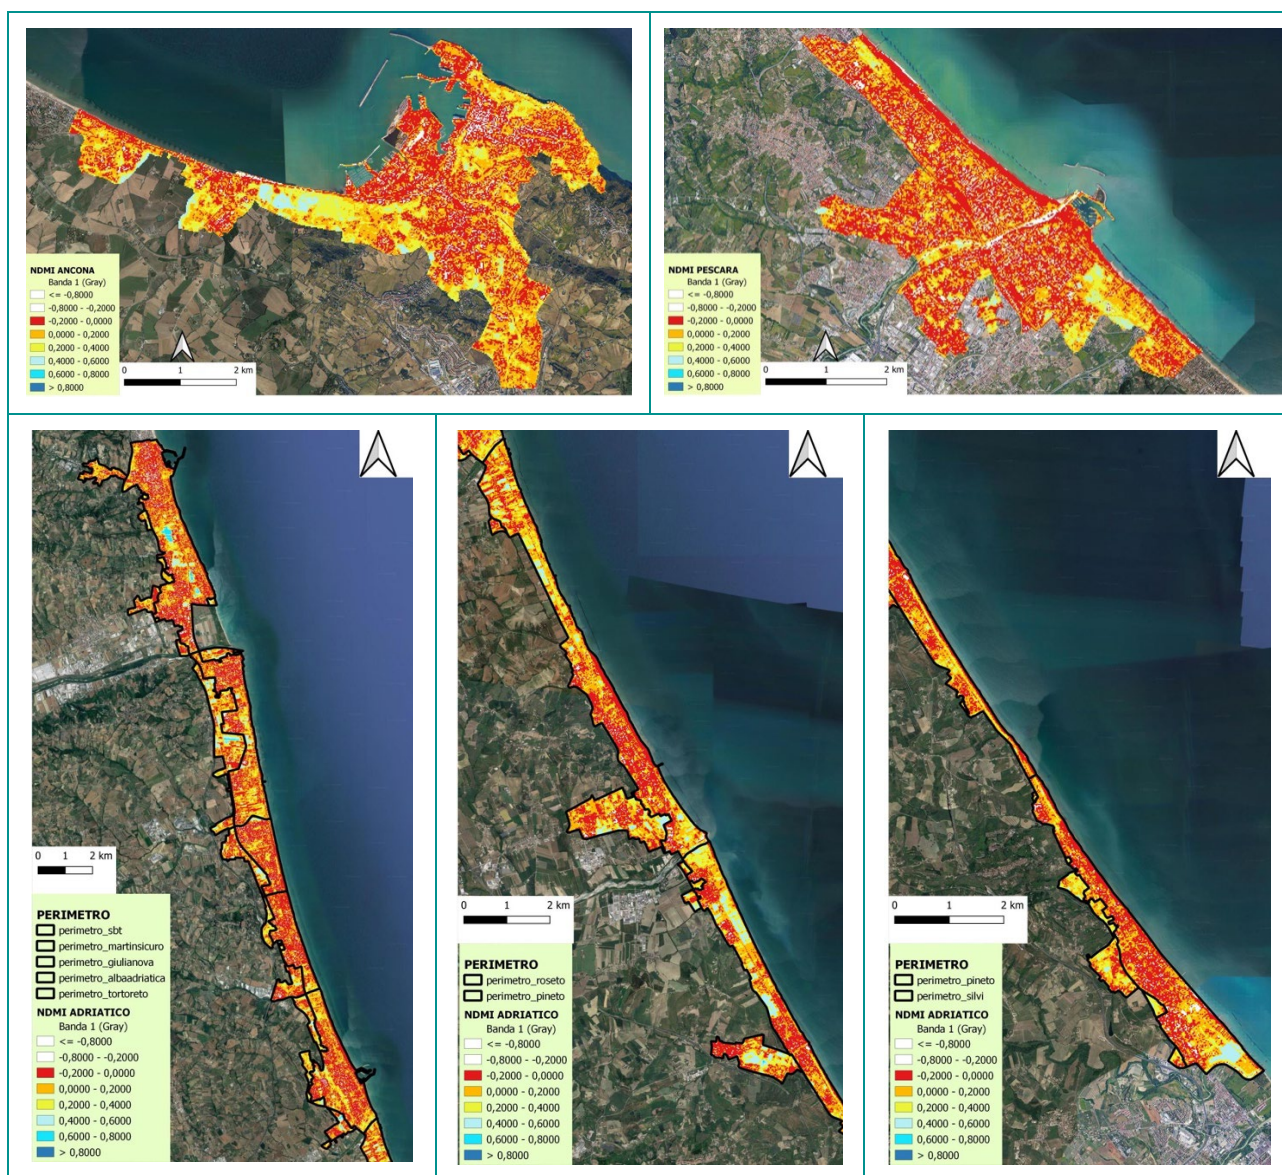 NDMI ANCONA
Banda 1 (Gray)
<= -0,8000
-0,8000 - -0,2000
-0,2000 - 0,0000
0,0000 - 0,2000
0,2000 - 0,4000
0,4000 - 0,6000
0,6000 - 0,8000
> 0,8000
0 1 2 km
NDMI PESCARA
Banda 1 (Gray)
<= -0,8000
-0,8000 - -0,2000
-0,2000 - 0,0000
0,0000 - 0,2000
0,2000 - 0,4000
0,4000 - 0,6000
0,6000 - 0,8000
> 0,8000
0 1 2 km
0 1 2 km
PERIMETRO
perimetro_sbt
perimetro_martinsicuro
perimetro_giulianova
perimetro_albaadriatica
perimetro_tortoreto
NDMI ADRIATICO
Banda 1 (Gray)
<= -0,8000
-0,8000 - -0,2000
-0,2000 - 0,0000
0,0000 - 0,2000
0,2000 - 0,4000
0,4000 - 0,6000
0,6000 - 0,8000
> 0,8000
0 1 2 km
PERIMETRO
perimetro_roseto
perimetro_pineto
NDMI ADRIATICO
Banda 1 (Gray)
<= -0,8000
-0,8000 - -0,2000
-0,2000 - 0,0000
0,0000 - 0,2000
0,2000 - 0,4000
0,4000 - 0,6000
0,6000 - 0,8000
> 0,8000
0 1 2 km
PERIMETRO
perimetro_pineto
perimetro_silvi
NDMI ADRIATICO
Banda 1 (Gray)
<= -0,8000
-0,8000 - -0,2000
-0,2000 - 0,0000
0,0000 - 0,2000
0,2000 - 0,4000
0,4000 - 0,6000
0,6000 - 0,8000
> 0,8000